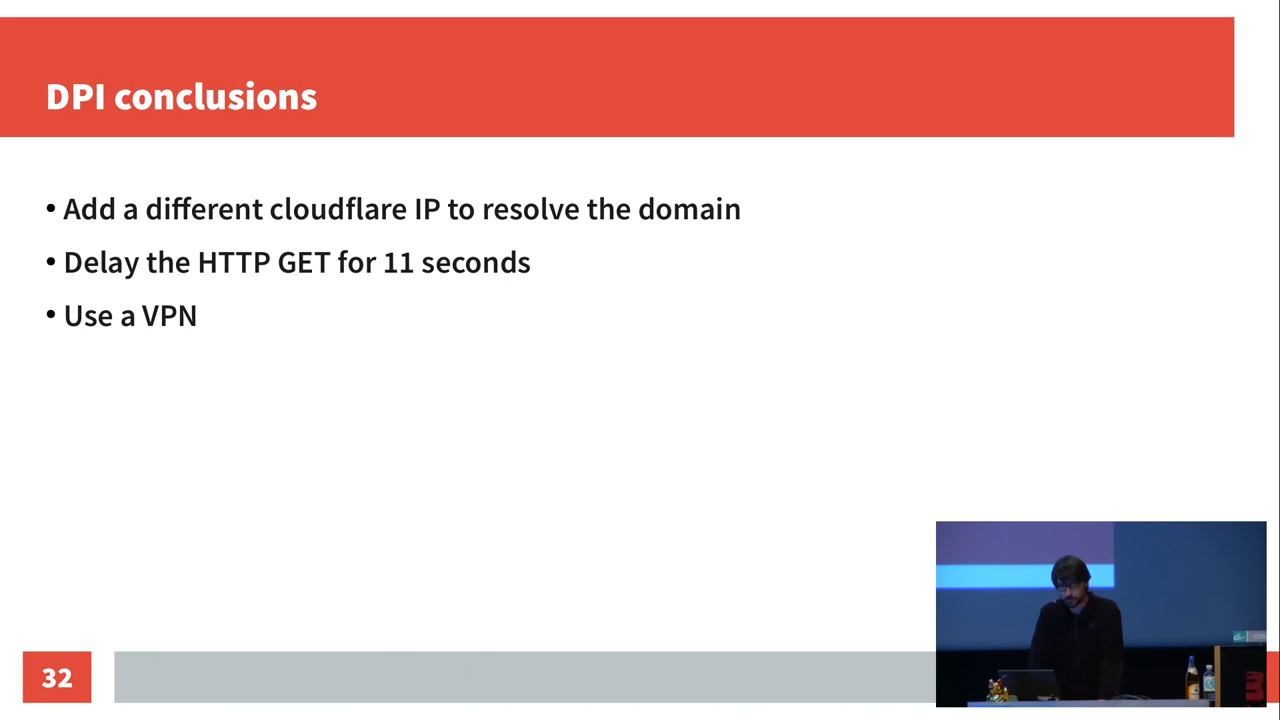 DPI conclusions
• Add a different cloudflare IP to resolve the domain
• Delay the HTTP GET for 11 seconds
• Use a VPN
32